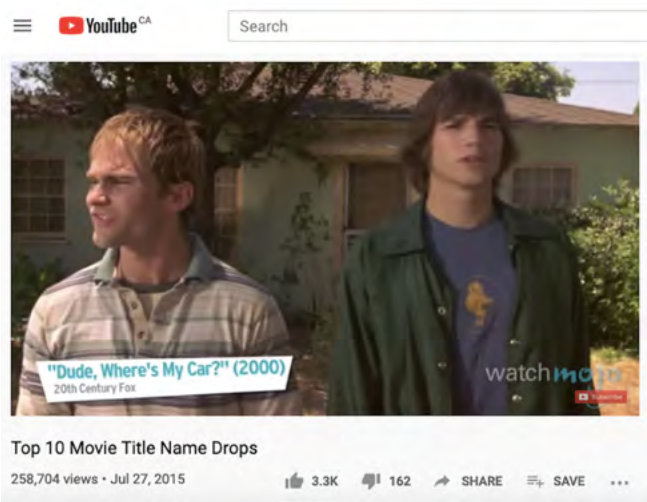 YouTube CA
Search
"Dude, Where's My Car?" (2000)
20th Century Fox
watchmojo
Subscribe
Top 10 Movie Title Name Drops
258,704 views • Jul 27, 2015
3.3K 162 SHARE SAVE